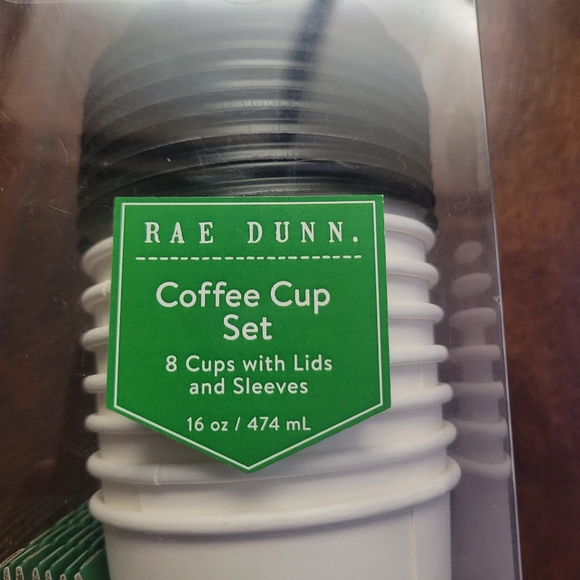 RAE DUNN.
Coffee Cup
Set
8 Cups with Lids
and Sleeves
16 oz / 474 mL